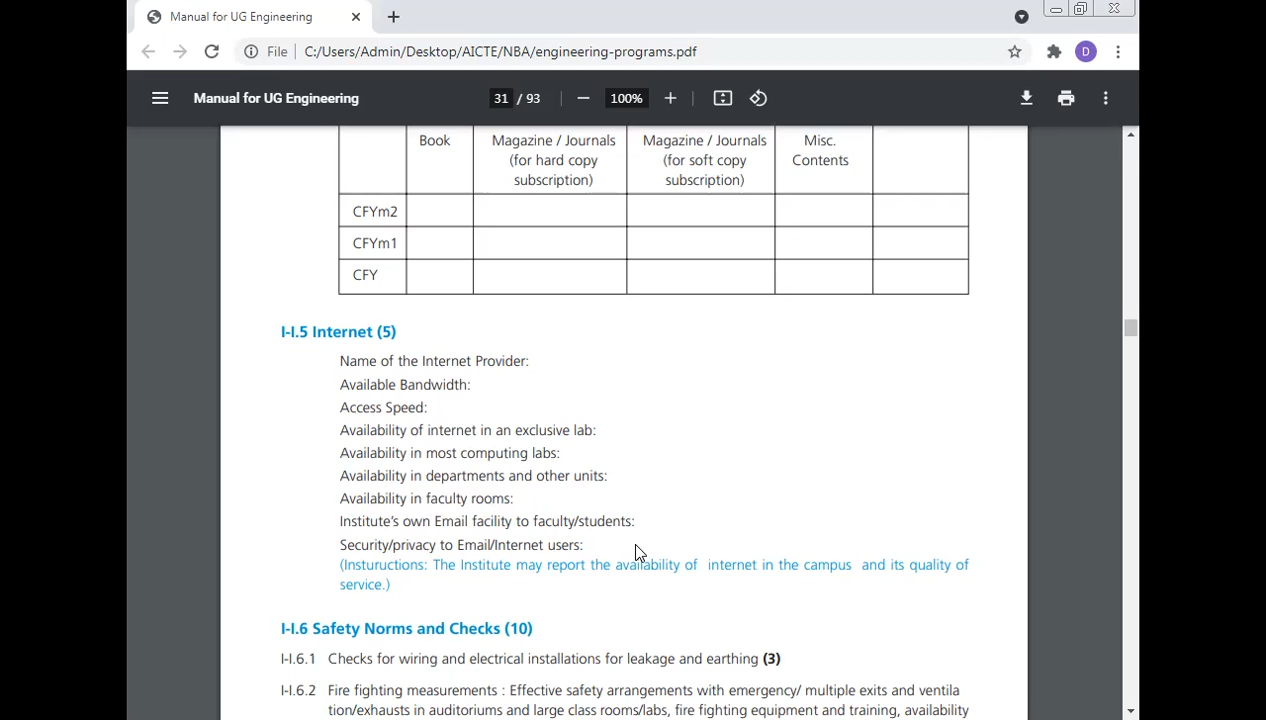 Manual for UG Engineering
File C:/Users/Admin/Desktop/AICTE/NBA/engineering-programs.pdf
D
Manual for UG Engineering 31 / 93 100%
Book Magazine / Journals (for hard copy subscription) Magazine / Journals (for soft copy subscription) Misc. Contents
CFYm2
CFYm1
CFY
I-I.5 Internet (5)
Name of the Internet Provider:
Available Bandwidth:
Access Speed:
Availability of internet in an exclusive lab:
Availability in most computing labs:
Availability in departments and other units:
Availability in faculty rooms:
Institute's own Email facility to faculty/students:
Security/privacy to Email/Internet users:
(Instuructions: The Institute may report the availability of internet in the campus and its quality of
service.)
I-I.6 Safety Norms and Checks (10)
I-I.6.1 Checks for wiring and electrical installations for leakage and earthing (3)
I-I.6.2 Fire fighting measurements : Effective safety arrangements with emergency/ multiple exits and ventila
tion/exhausts in auditoriums and large class rooms/labs, fire fighting equipment and training, availability